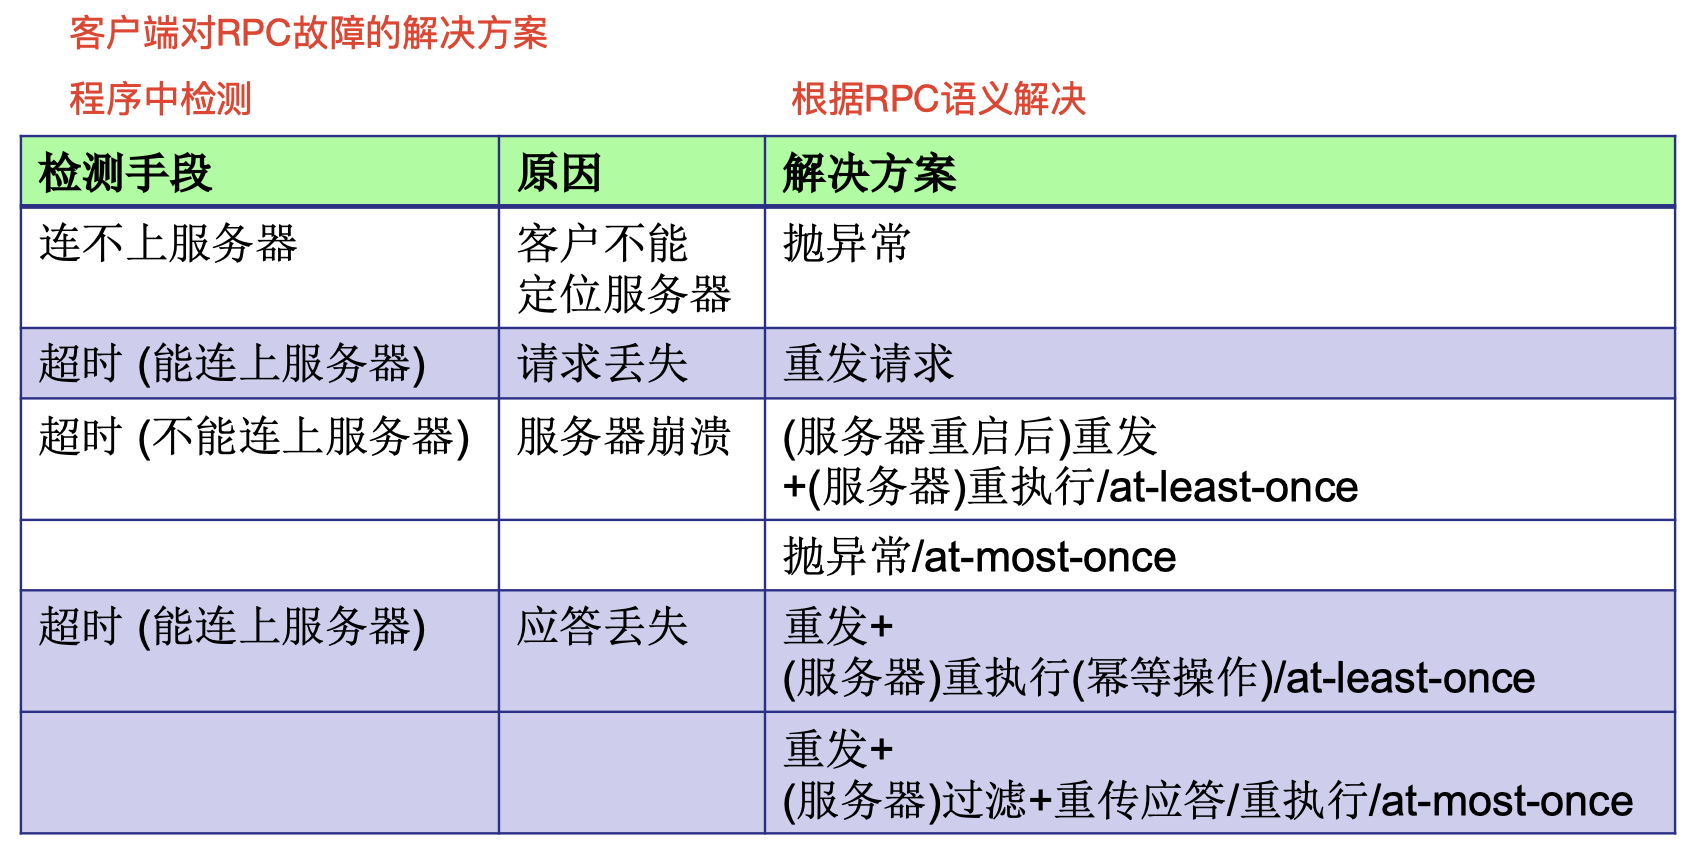 客户端对RPC故障的解决方案
程序中检测
根据RPC语义解决
检测手段
原因
解决方案
连不上服务器
客户不能
定位服务器
抛异常
超时 (能连上服务器)
请求丢失
重发请求
超时 (不能连上服务器)
服务器崩溃
(服务器重启后)重发
+(服务器)重执行/at-least-once
抛异常/at-most-once
超时 (能连上服务器)
应答丢失
重发+
(服务器)重执行(幂等操作)/at-least-once
重发+
(服务器)过滤+重传应答/重执行/at-most-once